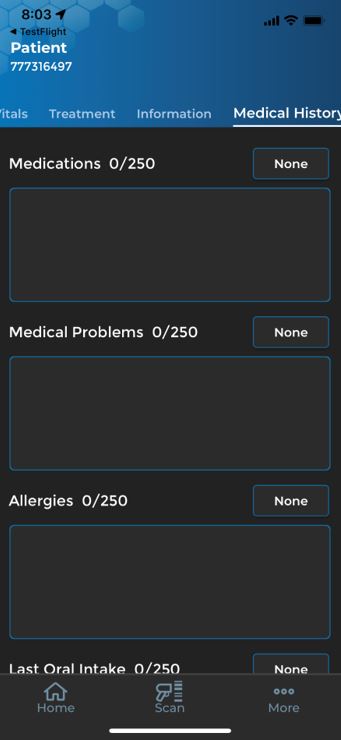 8:03
◀ TestFlight
Patient
777316497
itals Treatment Information Medical History
Medications 0/250 None
Medical Problems 0/250 None
Allergies 0/250 None
Last Oral Intake 0/250 None
Home Scan More